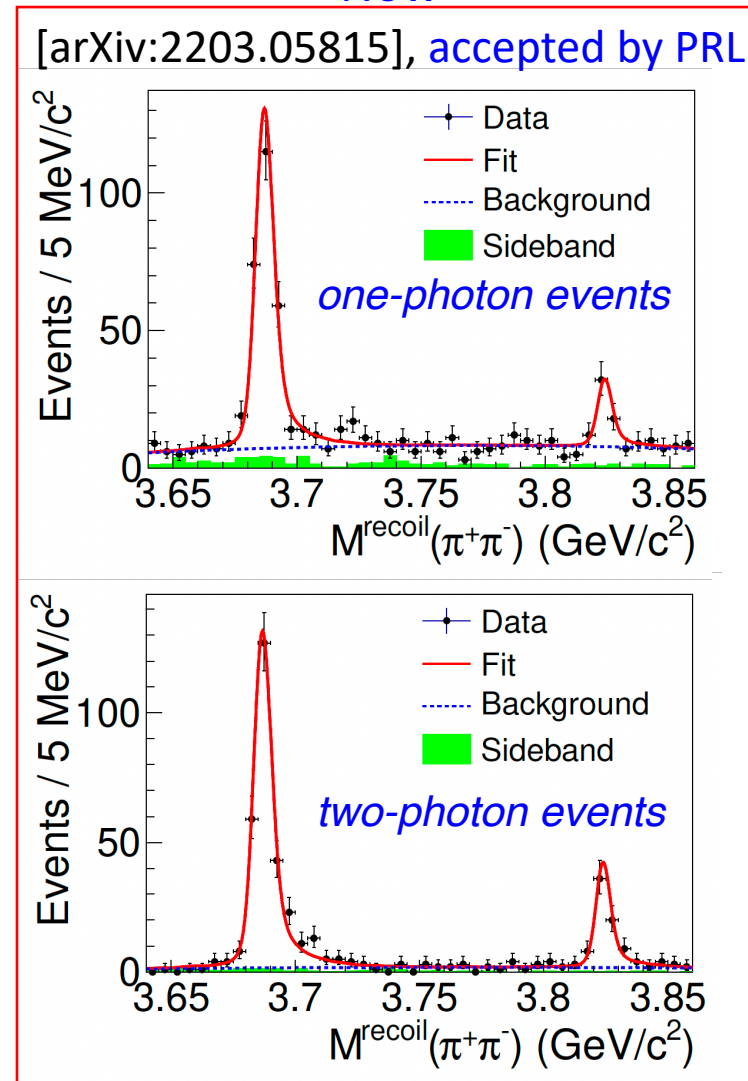 [arXiv:2203.05815], accepted by PRL
Events / 5 MeV/c²
100
50
0
Data
Fit
Background
Sideband
one-photon events
3.65 3.7 3.75 3.8 3.85
M^recoil(π⁺π⁻) (GeV/c²)
Events / 5 MeV/c²
100
50
0
Data
Fit
Background
Sideband
two-photon events
3.65 3.7 3.75 3.8 3.85
M^recoil(π⁺π⁻) (GeV/c²)